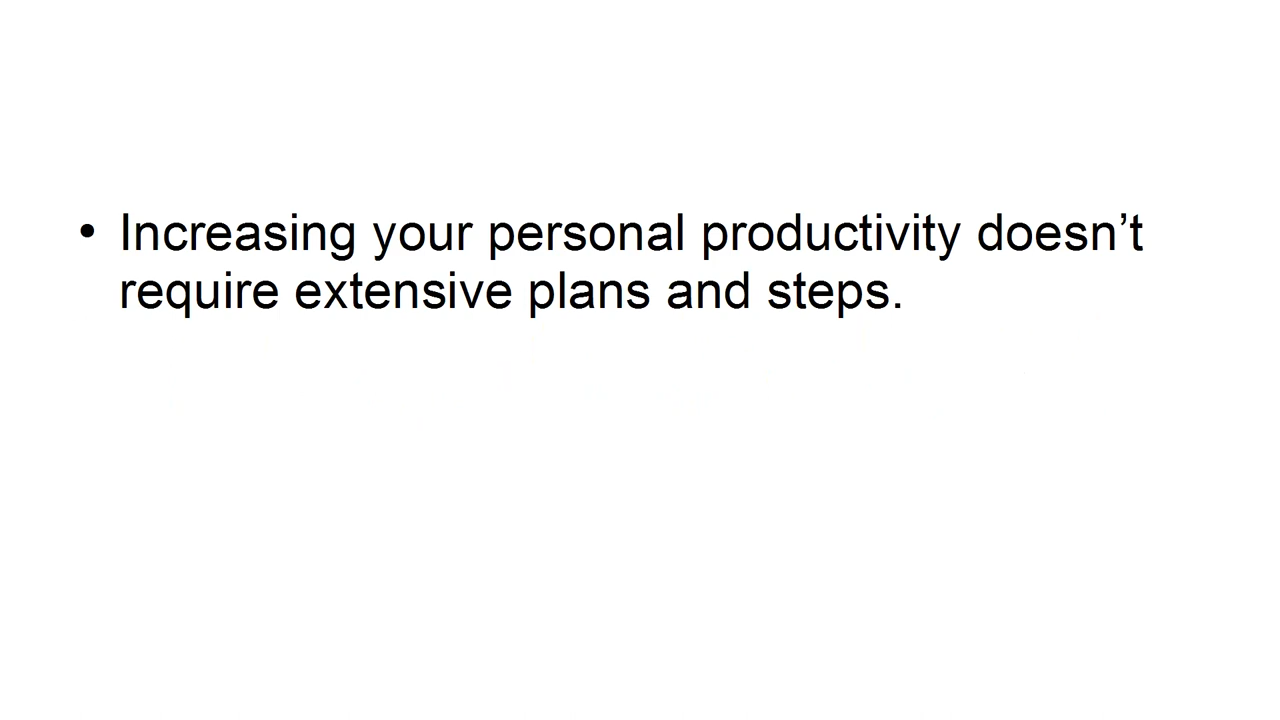 • Increasing your personal productivity doesn’t
require extensive plans and steps.